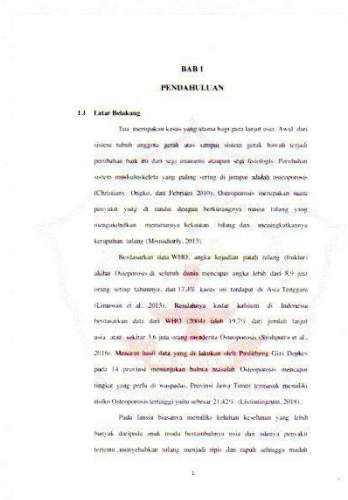 BAB I
PENDAHULUAN
1.1 Latar Belakang
Tua merupakan kasus yang utama bagi para lanjut usia. Awal dari
sistem tubuh anggota gerak atas sampai sistem gerak bawah terjadi
perubahan baik itu dari segi anatomis ataupun segi fisiologis. Perubahan
sistem muskuloskeleta yang paling sering di jumpai adalah osteoporosis
(Christiany, Ongko, dan Febriani 2019). Osteoporosis merupakan suatu
penyakit yang di tandai dengan berkurangnya massa tulang yang
mengakibatkan menurunya kekuatan tulang dan meningkatkannya
kerapuhan tulang (Misnadiarly, 2013).
Berdasarkan data WHO, angka kejadian patah tulang (fraktur)
akibat Osteporosis di seluruh dunia mencapai angka lebih dari 8,9 juta
orang setiap tahunnya, dan 17,4% kasus ini terdapat di Asia Tenggara
(Limawan et al., 2015). Rendahnya kadar kalsium di Indonesia
berdasarkan data dari WHO (2004) ialah 19,7% dari jumlah lanjut
usia atau sekitar 3,6 juta orang menderita Osteoporosis (Syahputra et al.,
2016). Menurut hasil data yang di lakukan oleh Puslitbang Gizi Depkes
pada 14 provinsi menunjukan bahwa masalah Osteoporosis mencapai
tingkat yang perlu di waspadai. Provinsi Jawa Timur termasuk memiliki
risiko Osteoporosis tertinggi yaitu sebesar 21,42%. (Listianingrum, 2018).
Pada lansia biasanya memiliki keluhan kesehatan yang lebih
banyak daripada anak muda bertambahnya usia dan adanya penyakit
tertentu ,menyebabkan tulang menjadi tipis dan rapuh sehingga mudah
1